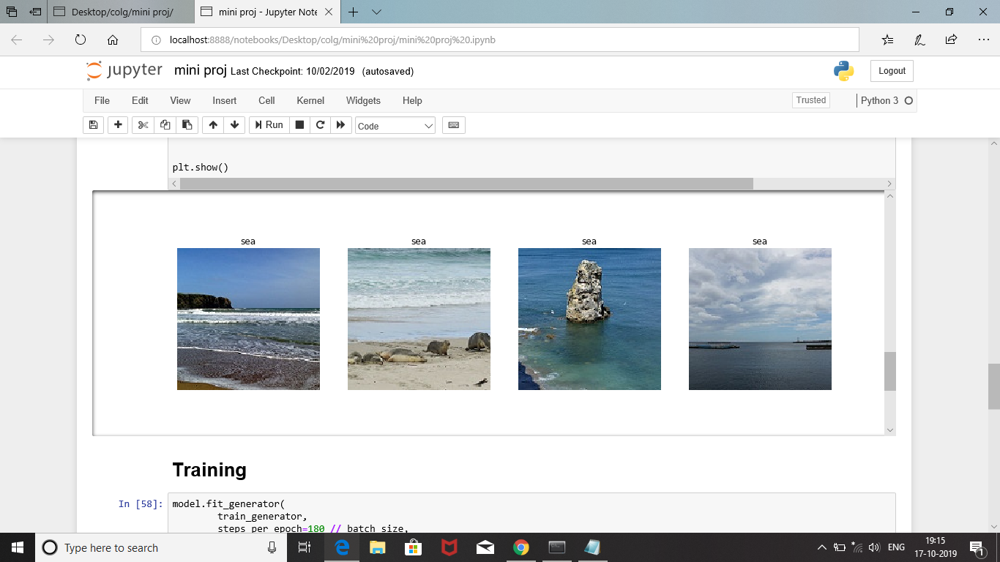 Desktop/colg/mini proj/
mini proj - Jupyter Note
localhost:8888/notebooks/Desktop/colg/mini%20proj/mini%20proj%20.ipynb
jupyter mini proj Last Checkpoint: 10/02/2019 (autosaved)
Logout
File Edit View Insert Cell Kernel Widgets Help
Trusted
Python 3
Run
Code
plt.show()
sea sea sea sea
Training
In [58]:
model.fit_generator(
train_generator,
steps_per_epoch=180 // batch_size,
Type here to search
ENG
19:15
17-10-2019
1